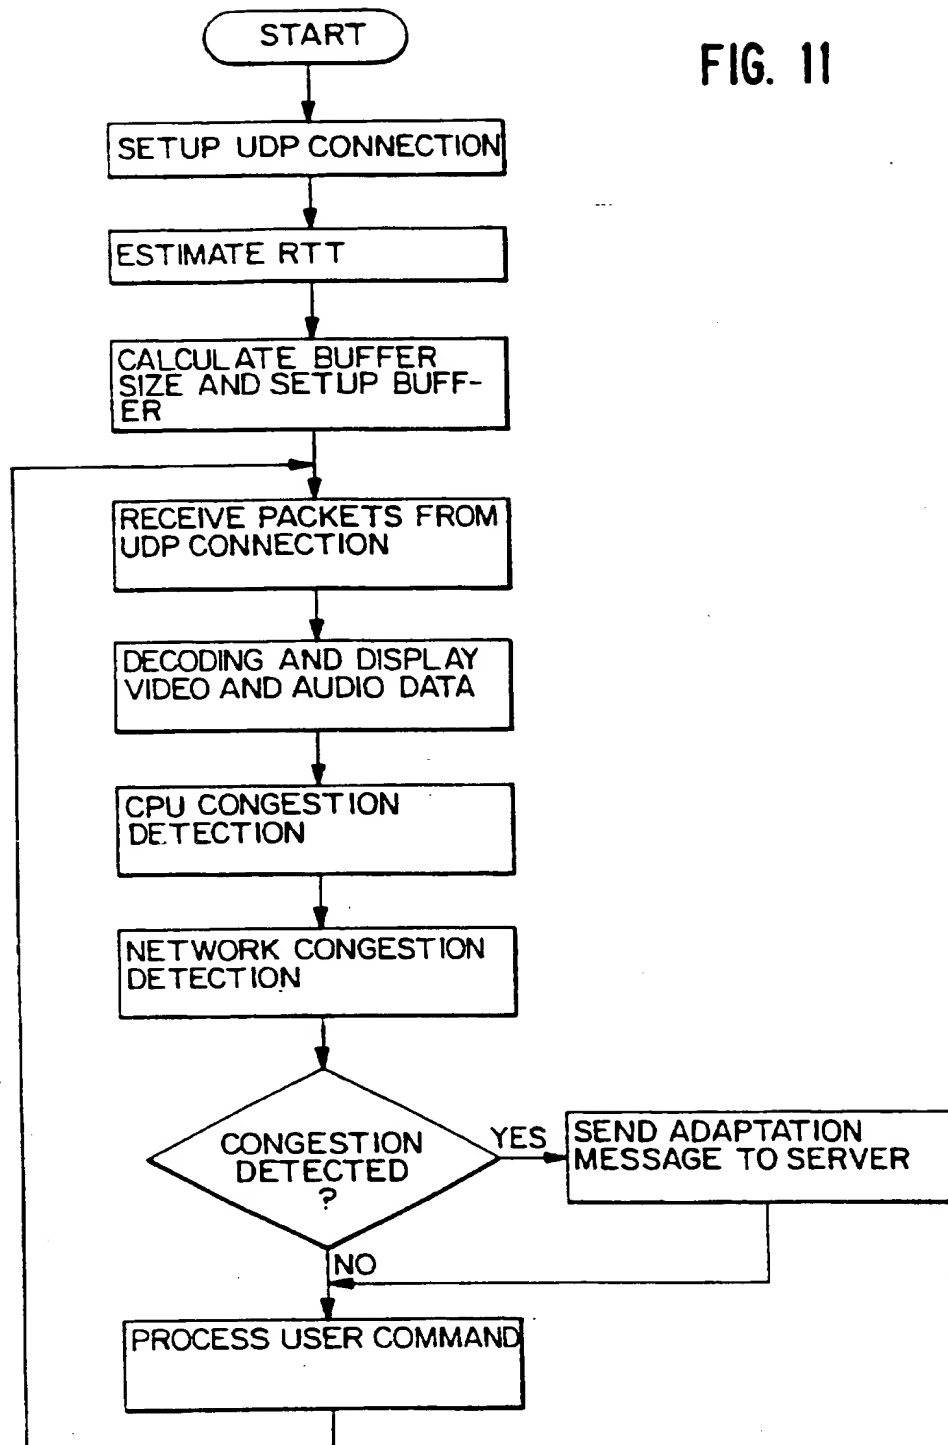 START
FIG. 11
SETUP UDP CONNECTION
ESTIMATE RTT
CALCULATE BUFFER
SIZE AND SETUP BUFF-
ER
RECEIVE PACKETS FROM
UDP CONNECTION
DECODING AND DISPLAY
VIDEO AND AUDIO DATA
CPU CONGESTION
DETECTION
NETWORK CONGESTION
DETECTION
CONGESTION
DETECTED
?
YES
SEND ADAPTATION
MESSAGE TO SERVER
NO
PROCESS USER COMMAND